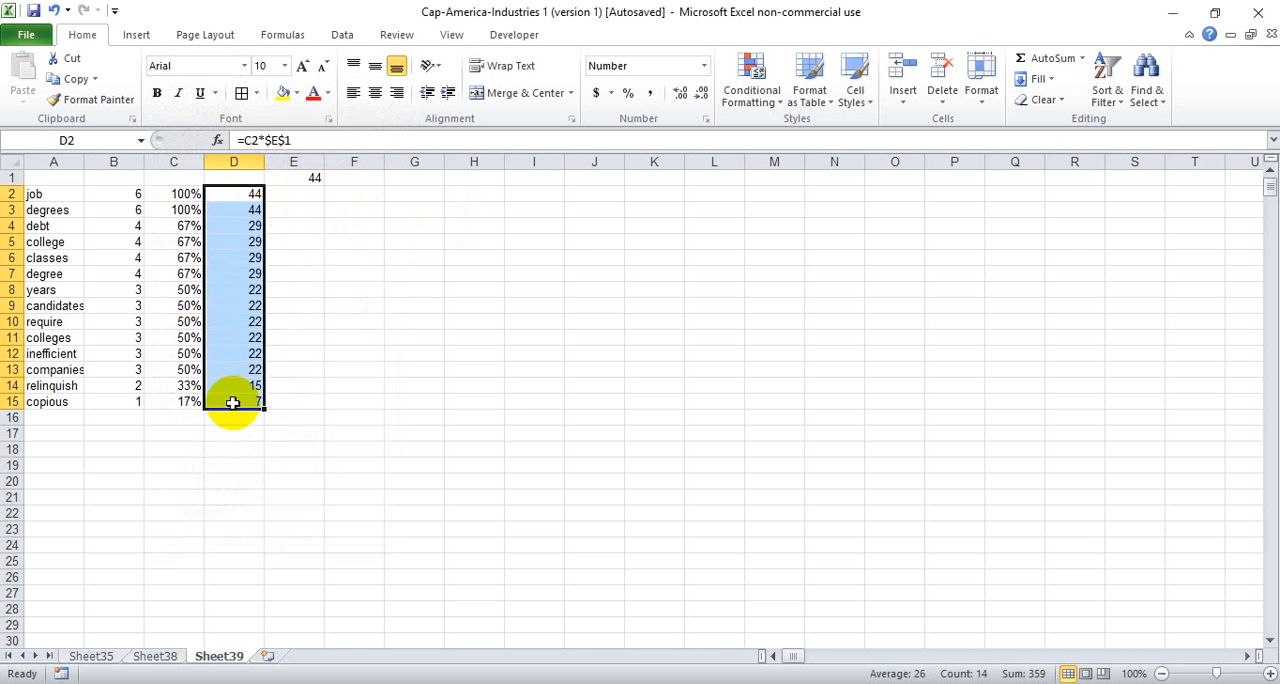 Cap-America-Industries 1 (version 1) [Autosaved] - Microsoft Excel non-commercial use
File Home Insert Page Layout Formulas Data Review View Developer
Paste Cut Copy Format Painter Clipboard
Arial 10 B I U A Font
Wrap Text Merge & Center Alignment
Number $ % , Number
Conditional Formatting Format as Table Cell Styles Styles
Insert Delete Format Cells
Σ AutoSum Fill Clear Sort & Filter Find & Select Editing
D2 fx =C2*$E$1
A B C D E F G H I J K L M N O P Q R S T U
1 44
2 job 6 100% 44
3 degrees 6 100% 44
4 debt 4 67% 29
5 college 4 67% 29
6 classes 4 67% 29
7 degree 4 67% 29
8 years 3 50% 22
9 candidates 3 50% 22
10 require 3 50% 22
11 colleges 3 50% 22
12 inefficient 3 50% 22
13 companies 3 50% 22
14 relinquish 2 33% 15
15 copious 1 17% 7
16
17
18
19
20
21
22
23
24
25
26
27
28
29
30
Sheet35 Sheet38 Sheet39
Ready Average: 26 Count: 14 Sum: 359 100%